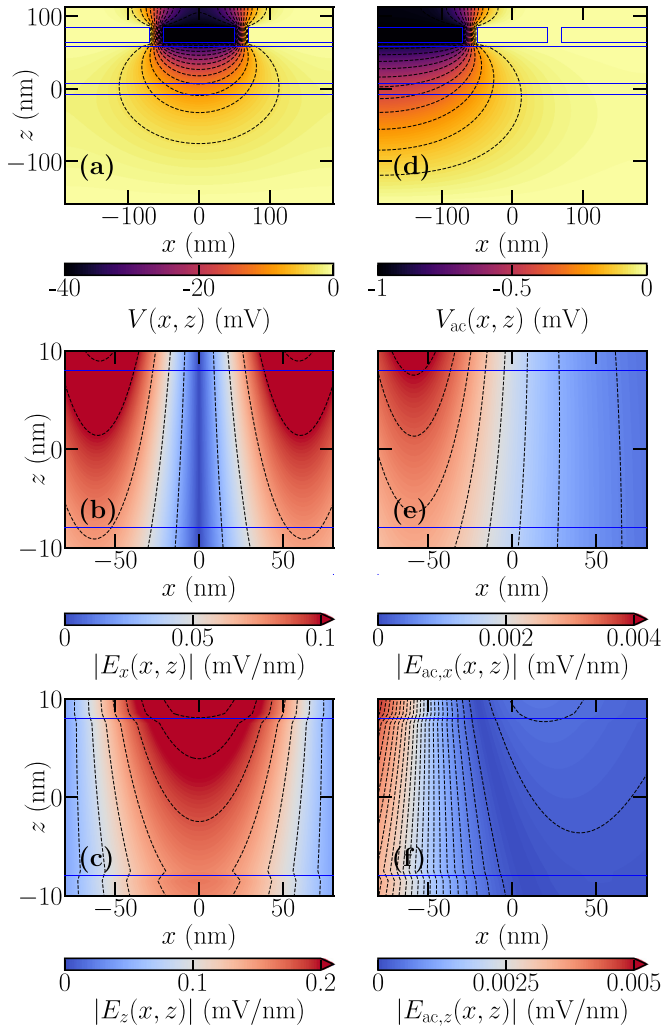 100
0
−100
z (nm)
(a)
−100 0 100
x (nm)
-40 -20 0
V(x, z) (mV)
(d)
−100 0 100
x (nm)
-1 -0.5 0
V_ac(x, z) (mV)
10
0
−10
z (nm)
(b)
−50 0 50
x (nm)
0 0.05 0.1
|E_x(x, z)| (mV/nm)
(e)
−50 0 50
x (nm)
0 0.002 0.004
|E_ac,x(x, z)| (mV/nm)
10
0
−10
z (nm)
(c)
−50 0 50
x (nm)
0 0.1 0.2
|E_z(x, z)| (mV/nm)
(f)
−50 0 50
x (nm)
0 0.0025 0.005
|E_ac,z(x, z)| (mV/nm)